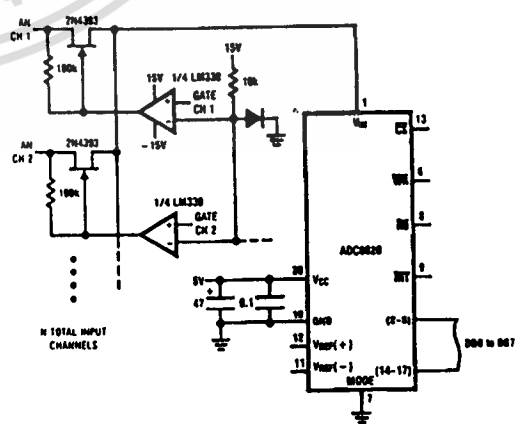 AN
CH 1
2N4393
100k
15V
1/4 LM339
GATE
CH 1
-15V
15V
10k
AN
CH 2
2N4393
100k
1/4 LM339
GATE
CH 2
N TOTAL INPUT
CHANNELS
1
VIN
13
CS
6
WR
8
RD
9
INT
ADC0820
5V
20
VCC
+
47
0.1
10
GND
12
VREF(+)
11
VREF(-)
MODE
7
(2-5)
(14-17)
DB0 to DB7